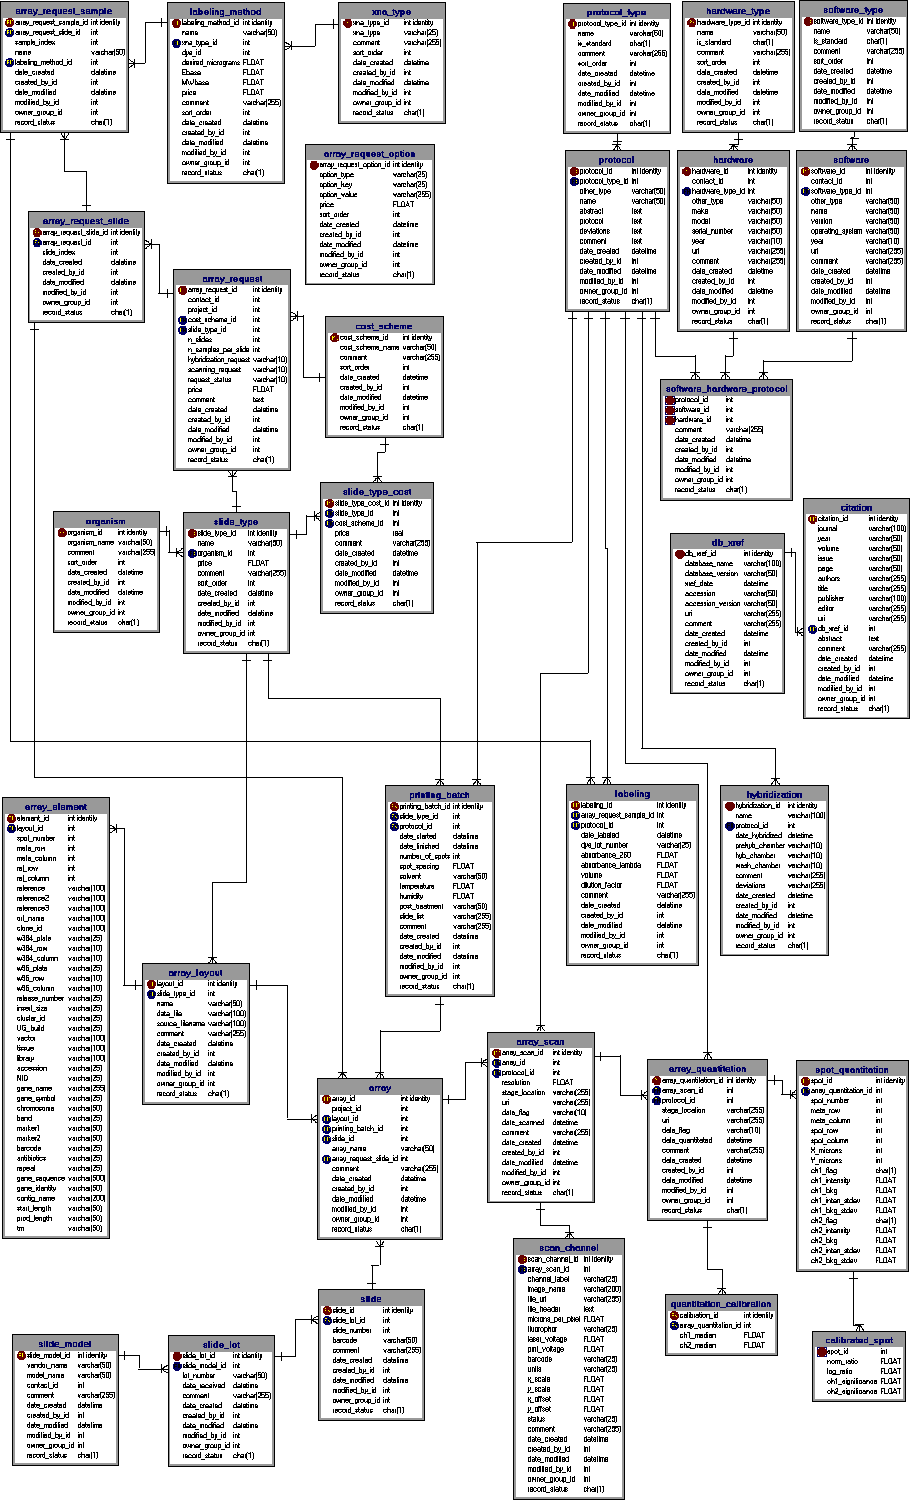 array_request_sample
array_request_sample_id int identity
array_request_slide_id int
sample_index int
name varchar(50)
labeling_method_id int
date_created datetime
created_by_id int
date_modified datetime
modified_by_id int
owner_group_id int
record_status char(1)
labeling_method
labeling_method_id int identity
name varchar(50)
xna_type_id int
dye_id int
desired_micrograms FLOAT
Ebase FLOAT
MWbase FLOAT
price FLOAT
comment varchar(255)
sort_order int
date_created datetime
created_by_id int
date_modified datetime
modified_by_id int
owner_group_id int
record_status char(1)
xna_type
xna_type_id int identity
xna_type varchar(25)
comment varchar(255)
sort_order int
date_created datetime
created_by_id int
date_modified datetime
modified_by_id int
owner_group_id int
record_status char(1)
protocol_type
protocol_type_id int identity
name varchar(50)
is_standard char(1)
comment varchar(255)
sort_order int
date_created datetime
created_by_id int
date_modified datetime
modified_by_id int
owner_group_id int
record_status char(1)
hardware_type
hardware_type_id int identity
name varchar(50)
is_standard char(1)
comment varchar(255)
sort_order int
date_created datetime
created_by_id int
date_modified datetime
modified_by_id int
owner_group_id int
record_status char(1)
software_type
software_type_id int identity
name varchar(50)
is_standard char(1)
comment varchar(255)
sort_order int
date_created datetime
created_by_id int
date_modified datetime
modified_by_id int
owner_group_id int
record_status char(1)
array_request_option
array_request_option_id int identity
option_type varchar(25)
option_key varchar(25)
option_value varchar(255)
price FLOAT
sort_order int
date_created datetime
created_by_id int
date_modified datetime
modified_by_id int
owner_group_id int
record_status char(1)
protocol
protocol_id int identity
protocol_type_id int
other_type varchar(50)
name varchar(50)
abstract text
protocol text
deviations text
comment text
date_created datetime
created_by_id int
date_modified datetime
modified_by_id int
owner_group_id int
record_status char(1)
hardware
hardware_id int identity
contact_id int
hardware_type_id int
other_type varchar(50)
make varchar(50)
model varchar(50)
serial_number varchar(50)
year varchar(10)
uri varchar(255)
comment varchar(255)
date_created datetime
created_by_id int
date_modified datetime
modified_by_id int
owner_group_id int
record_status char(1)
software
software_id int identity
contact_id int
software_type_id int
other_type varchar(50)
name varchar(50)
version varchar(50)
operating_system varchar(50)
year varchar(10)
uri varchar(255)
comment varchar(255)
date_created datetime
created_by_id int
date_modified datetime
modified_by_id int
owner_group_id int
record_status char(1)
array_request_slide
array_request_slide_id int identity
array_request_id int
slide_index int
date_created datetime
created_by_id int
date_modified datetime
modified_by_id int
owner_group_id int
record_status char(1)
array_request
array_request_id int identity
contact_id int
project_id int
cost_scheme_id int
slide_type_id int
n_slides int
n_samples_per_slide int
hybridization_request varchar(10)
scanning_request varchar(10)
request_status varchar(10)
price FLOAT
comment text
date_created datetime
created_by_id int
date_modified datetime
modified_by_id int
owner_group_id int
record_status char(1)
cost_scheme
cost_scheme_id int identity
cost_scheme_name varchar(50)
comment varchar(255)
sort_order int
date_created datetime
created_by_id int
date_modified datetime
modified_by_id int
owner_group_id int
record_status char(1)
software_hardware_protocol
protocol_id int
software_id int
hardware_id int
comment varchar(255)
date_created datetime
created_by_id int
date_modified datetime
modified_by_id int
owner_group_id int
record_status char(1)
organism
organism_id int identity
organism_name varchar(50)
comment varchar(255)
sort_order int
date_created datetime
created_by_id int
date_modified datetime
modified_by_id int
owner_group_id int
record_status char(1)
slide_type
slide_type_id int identity
name varchar(50)
organism_id int
price FLOAT
comment varchar(255)
sort_order int
date_created datetime
created_by_id int
date_modified datetime
modified_by_id int
owner_group_id int
record_status char(1)
slide_type_cost
slide_type_cost_id int identity
slide_type_id int
cost_scheme_id int
price real
comment varchar(255)
date_created datetime
created_by_id int
date_modified datetime
modified_by_id int
owner_group_id int
record_status char(1)
db_xref
db_xref_id int identity
database_name varchar(100)
database_version varchar(50)
xref_date datetime
accession varchar(50)
accession_version varchar(50)
uri varchar(255)
comment varchar(255)
date_created datetime
created_by_id int
date_modified datetime
modified_by_id int
owner_group_id int
record_status char(1)
citation
citation_id int identity
journal varchar(100)
year varchar(50)
volume varchar(50)
issue varchar(50)
page varchar(50)
authors varchar(255)
title varchar(255)
publisher varchar(100)
editor varchar(255)
uri varchar(255)
db_xref_id int
abstract text
comment varchar(255)
date_created datetime
created_by_id int
date_modified datetime
modified_by_id int
owner_group_id int
record_status char(1)
array_element
element_id int identity
layout_id int
spot_number int
meta_row int
meta_column int
rel_row int
rel_column int
reference varchar(100)
reference2 varchar(100)
reference3 varchar(100)
orf_name varchar(100)
clone_id varchar(100)
w384_plate varchar(25)
w384_row varchar(10)
w384_column varchar(10)
w96_plate varchar(25)
w96_row varchar(10)
w96_column varchar(10)
release_number varchar(25)
insert_size varchar(25)
cluster_id varchar(25)
UG_build varchar(25)
vector varchar(100)
tissue varchar(100)
library varchar(100)
accession varchar(25)
NID varchar(25)
gene_name varchar(255)
gene_symbol varchar(25)
chromosome varchar(50)
band varchar(25)
marker1 varchar(50)
marker2 varchar(50)
barcode varchar(25)
antibiotics varchar(25)
repeat varchar(25)
gene_sequence varchar(500)
gene_identity varchar(100)
contig_name varchar(200)
start_length varchar(50)
prod_length varchar(50)
tm varchar(50)
printing_batch
printing_batch_id int identity
slide_type_id int
protocol_id int
date_started datetime
date_finished datetime
number_of_spots int
spot_spacing FLOAT
solvent varchar(50)
temperature FLOAT
humidity FLOAT
post_treatment varchar(50)
slide_list varchar(255)
comment varchar(255)
date_created datetime
created_by_id int
date_modified datetime
modified_by_id int
owner_group_id int
record_status char(1)
labeling
labeling_id int identity
array_request_sample_id int
protocol_id int
date_labeled datetime
dye_lot_number varchar(25)
absorbance_260 FLOAT
absorbance_lambda FLOAT
volume FLOAT
dilution_factor FLOAT
comment varchar(255)
date_created datetime
created_by_id int
date_modified datetime
modified_by_id int
owner_group_id int
record_status char(1)
hybridization
hybridization_id int identity
name varchar(100)
protocol_id int
date_hybridized datetime
prehyb_chamber varchar(10)
hyb_chamber varchar(10)
wash_chamber varchar(10)
comment varchar(255)
deviations varchar(255)
date_created datetime
created_by_id int
date_modified datetime
modified_by_id int
owner_group_id int
record_status char(1)
array_layout
layout_id int identity
slide_type_id int
name varchar(50)
data_file varchar(100)
source_filename varchar(100)
comment varchar(255)
date_created datetime
created_by_id int
date_modified datetime
modified_by_id int
owner_group_id int
record_status char(1)
array
array_id int identity
project_id int
layout_id int
printing_batch_id int
slide_id int
array_name varchar(50)
array_request_slide_id int
comment varchar(255)
date_created datetime
created_by_id int
date_modified datetime
modified_by_id int
owner_group_id int
record_status char(1)
array_scan
array_scan_id int identity
array_id int
protocol_id int
resolution FLOAT
stage_location varchar(255)
uri varchar(255)
data_flag varchar(10)
date_scanned datetime
comment varchar(255)
date_created datetime
created_by_id int
date_modified datetime
modified_by_id int
owner_group_id int
record_status char(1)
array_quantitation
array_quantitation_id int identity
array_scan_id int
protocol_id int
stage_location varchar(255)
uri varchar(255)
data_flag varchar(10)
date_quantitated datetime
comment varchar(255)
date_created datetime
created_by_id int
date_modified datetime
modified_by_id int
owner_group_id int
record_status char(1)
spot_quantitation
spot_id int identity
array_quantitation_id int
spot_number int
meta_row int
meta_column int
spot_row int
spot_column int
X_microns int
Y_microns int
ch1_flag char(1)
ch1_intensity FLOAT
ch1_bkg FLOAT
ch1_inten_stdev FLOAT
ch1_bkg_stdev FLOAT
ch2_flag char(1)
ch2_intensity FLOAT
ch2_bkg FLOAT
ch2_inten_stdev FLOAT
ch2_bkg_stdev FLOAT
scan_channel
scan_channel_id int identity
array_scan_id int
channel_label varchar(25)
image_name varchar(200)
file_uri varchar(255)
file_header text
microns_per_pixel FLOAT
fluorophor varchar(25)
laser_voltage FLOAT
pmt_voltage FLOAT
barcode varchar(25)
units varchar(25)
x_scale FLOAT
y_scale FLOAT
x_offset FLOAT
y_offset FLOAT
status varchar(25)
comment varchar(255)
date_created datetime
created_by_id int
date_modified datetime
modified_by_id int
owner_group_id int
record_status char(1)
quantitation_calibration
calibration_id int identity
array_quantitation_id int
ch1_median FLOAT
ch2_median FLOAT
calibrated_spot
spot_id int
norm_ratio FLOAT
log_ratio FLOAT
ch1_significance FLOAT
ch2_significance FLOAT
slide
slide_id int identity
slide_lot_id int
slide_number int
barcode varchar(50)
comment varchar(255)
date_created datetime
created_by_id int
date_modified datetime
modified_by_id int
owner_group_id int
record_status char(1)
slide_model
slide_model_id int identity
vendor_name varchar(50)
model_name varchar(50)
contact_id int
comment varchar(255)
date_created datetime
created_by_id int
date_modified datetime
modified_by_id int
owner_group_id int
record_status char(1)
slide_lot
slide_lot_id int identity
slide_model_id int
lot_number varchar(50)
date_received datetime
comment varchar(255)
date_created datetime
created_by_id int
date_modified datetime
modified_by_id int
owner_group_id int
record_status char(1)